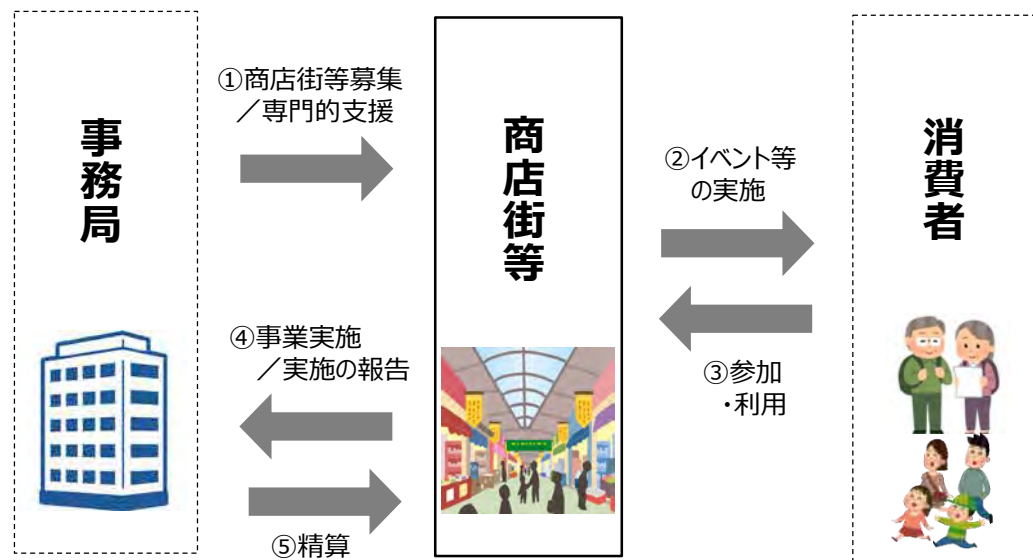 事務局
①商店街等募集
／専門的支援
商店街等
②イベント等
の実施
消費者
③参加
・利用
④事業実施
／実施の報告
⑤精算